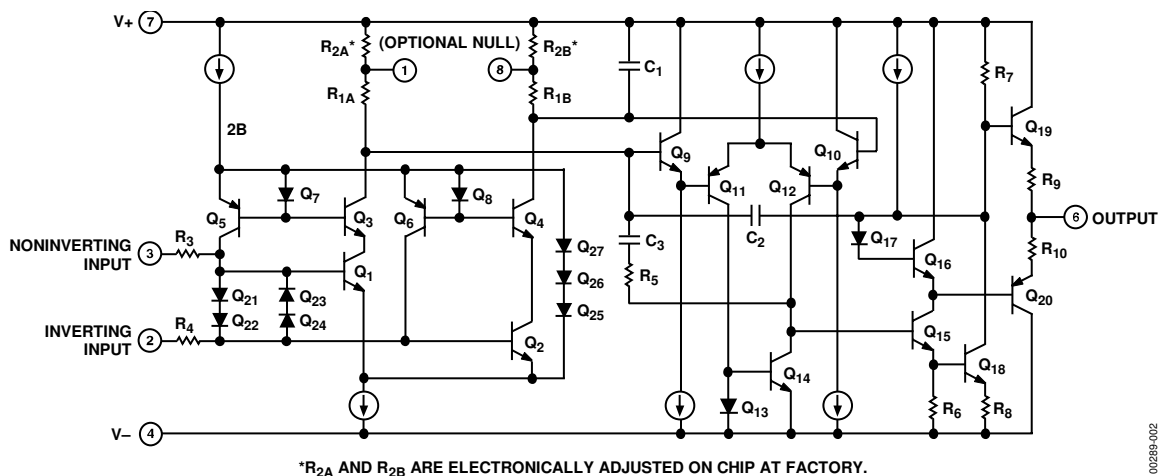 V+ 7
R2A*
(OPTIONAL NULL)
R2B*
1
8
C1
R1A
R1B
R7
2B
Q19
Q9
Q10
Q11
Q12
R9
Q7
Q8
Q5
Q3
Q6
Q4
6 OUTPUT
NONINVERTING
INPUT
3
R3
C3
C2
Q17
Q27
Q16
R10
Q1
R5
Q26
Q21
Q23
Q20
Q22
Q24
Q25
INVERTING
INPUT
2
R4
Q15
Q2
Q14
Q18
Q13
R6
R8
V– 4
*R2A AND R2B ARE ELECTRONICALLY ADJUSTED ON CHIP AT FACTORY.
00289-002